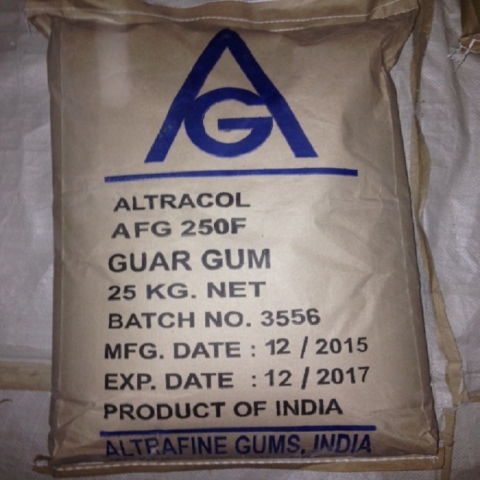 AG
ALTRACOL
AFG 250F
GUAR GUM
25 KG. NET
BATCH NO. 3556
MFG. DATE : 12 / 2015
EXP. DATE : 12 / 2017
PRODUCT OF INDIA
ALTRAFINE GUMS, INDIA